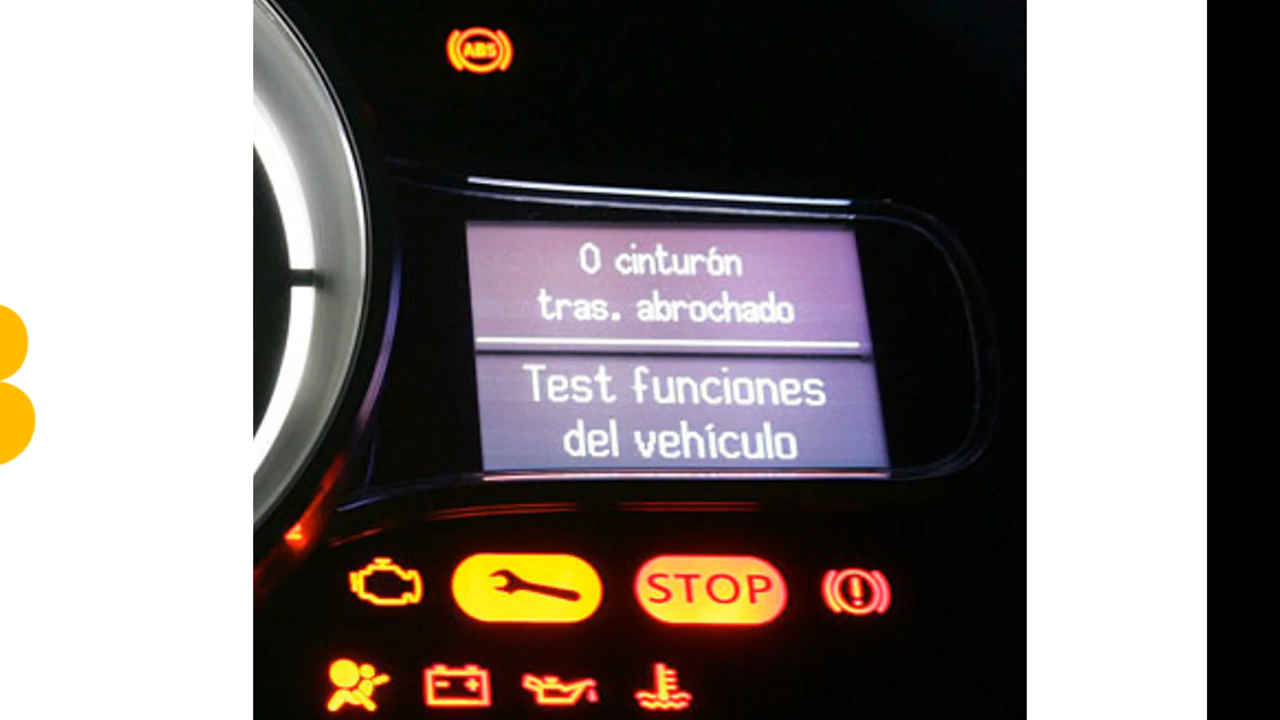 ABS
0 cinturón
tras. abrochado
Test funciones
del vehículo
STOP